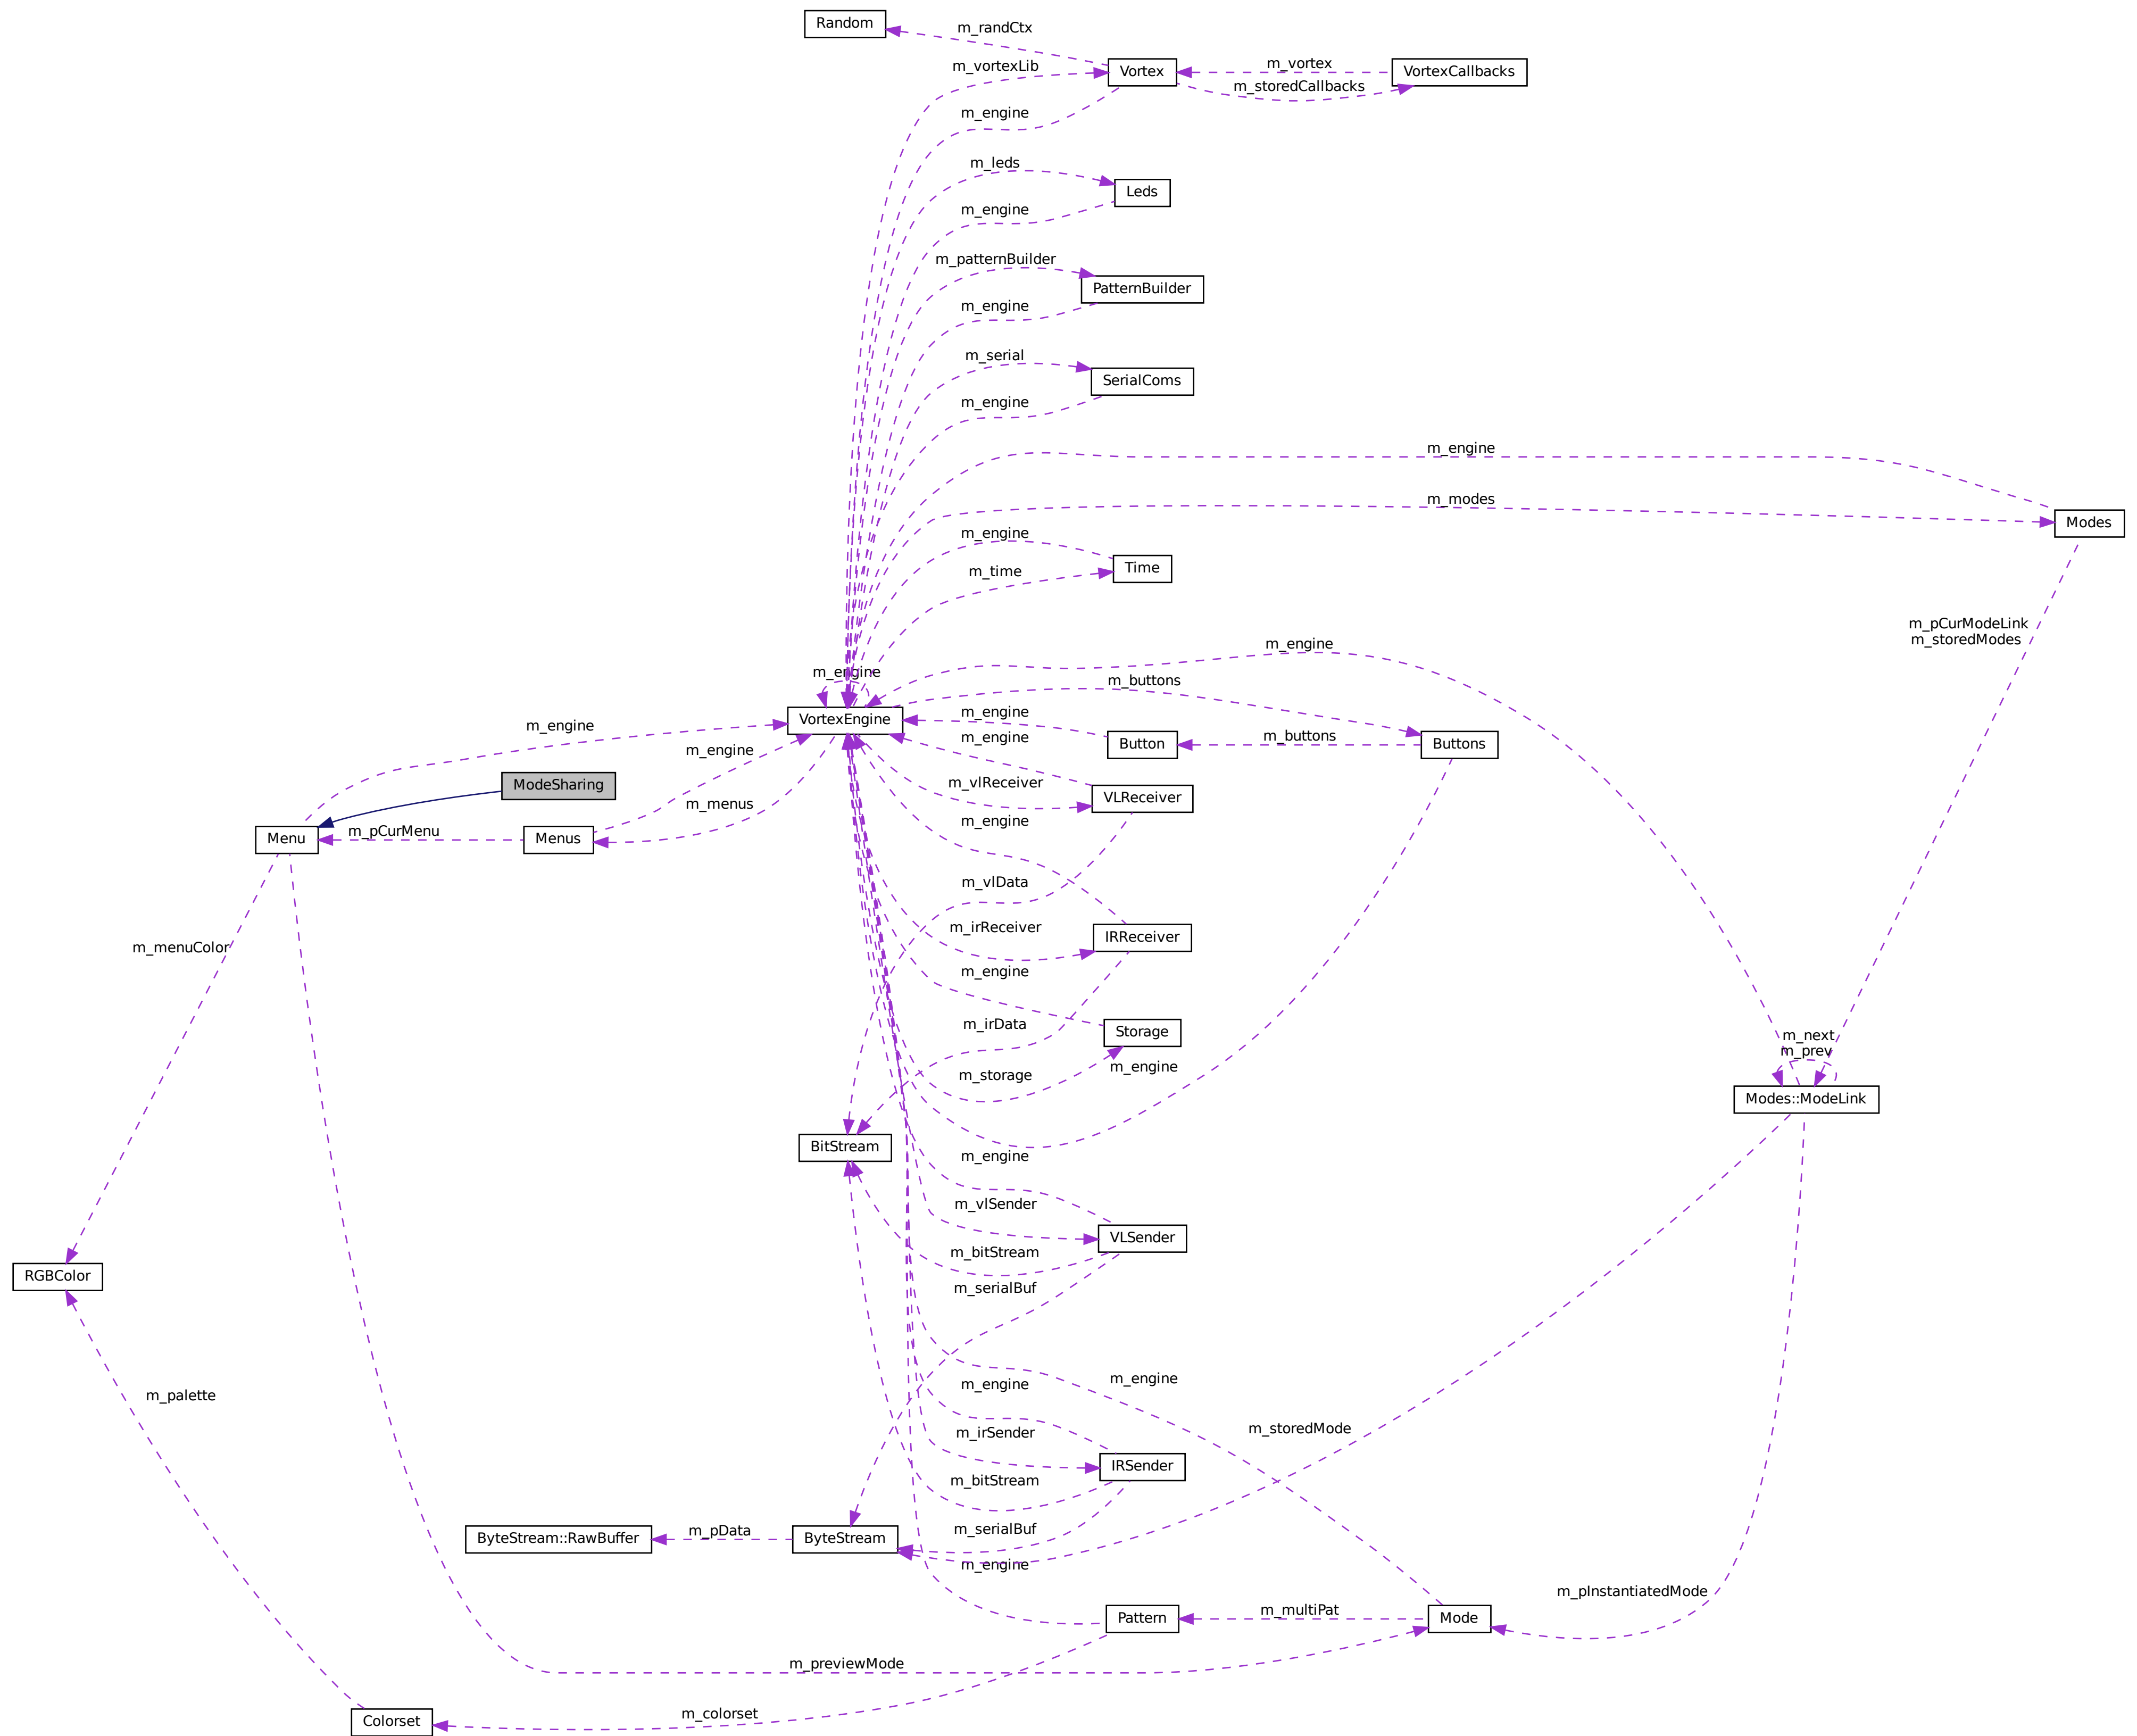 Random
m_randCtx
m_vortexLib
Vortex
m_vortex
VortexCallbacks
m_storedCallbacks
m_engine
m_leds
Leds
m_engine
m_patternBuilder
PatternBuilder
m_engine
m_serial
SerialComs
m_engine
m_engine
m_modes
Modes
m_engine
Time
m_time
m_pCurModeLink
m_storedModes
m_engine
m_engine
m_buttons
VortexEngine
m_engine
m_engine
Button
m_buttons
Buttons
m_engine
m_engine
ModeSharing
m_vlReceiver
VLReceiver
m_menus
m_engine
Menu
m_pCurMenu
Menus
m_vlData
m_menuColor
m_irReceiver
IRReceiver
m_engine
m_irData
Storage
m_next
m_prev
m_storage
m_engine
Modes::ModeLink
BitStream
m_engine
m_vlSender
VLSender
m_bitStream
RGBColor
m_serialBuf
m_engine
m_engine
m_palette
m_storedMode
m_irSender
IRSender
m_bitStream
m_serialBuf
ByteStream::RawBuffer
m_pData
ByteStream
m_engine
m_pInstantiatedMode
Pattern
m_multiPat
Mode
m_previewMode
m_colorset
Colorset